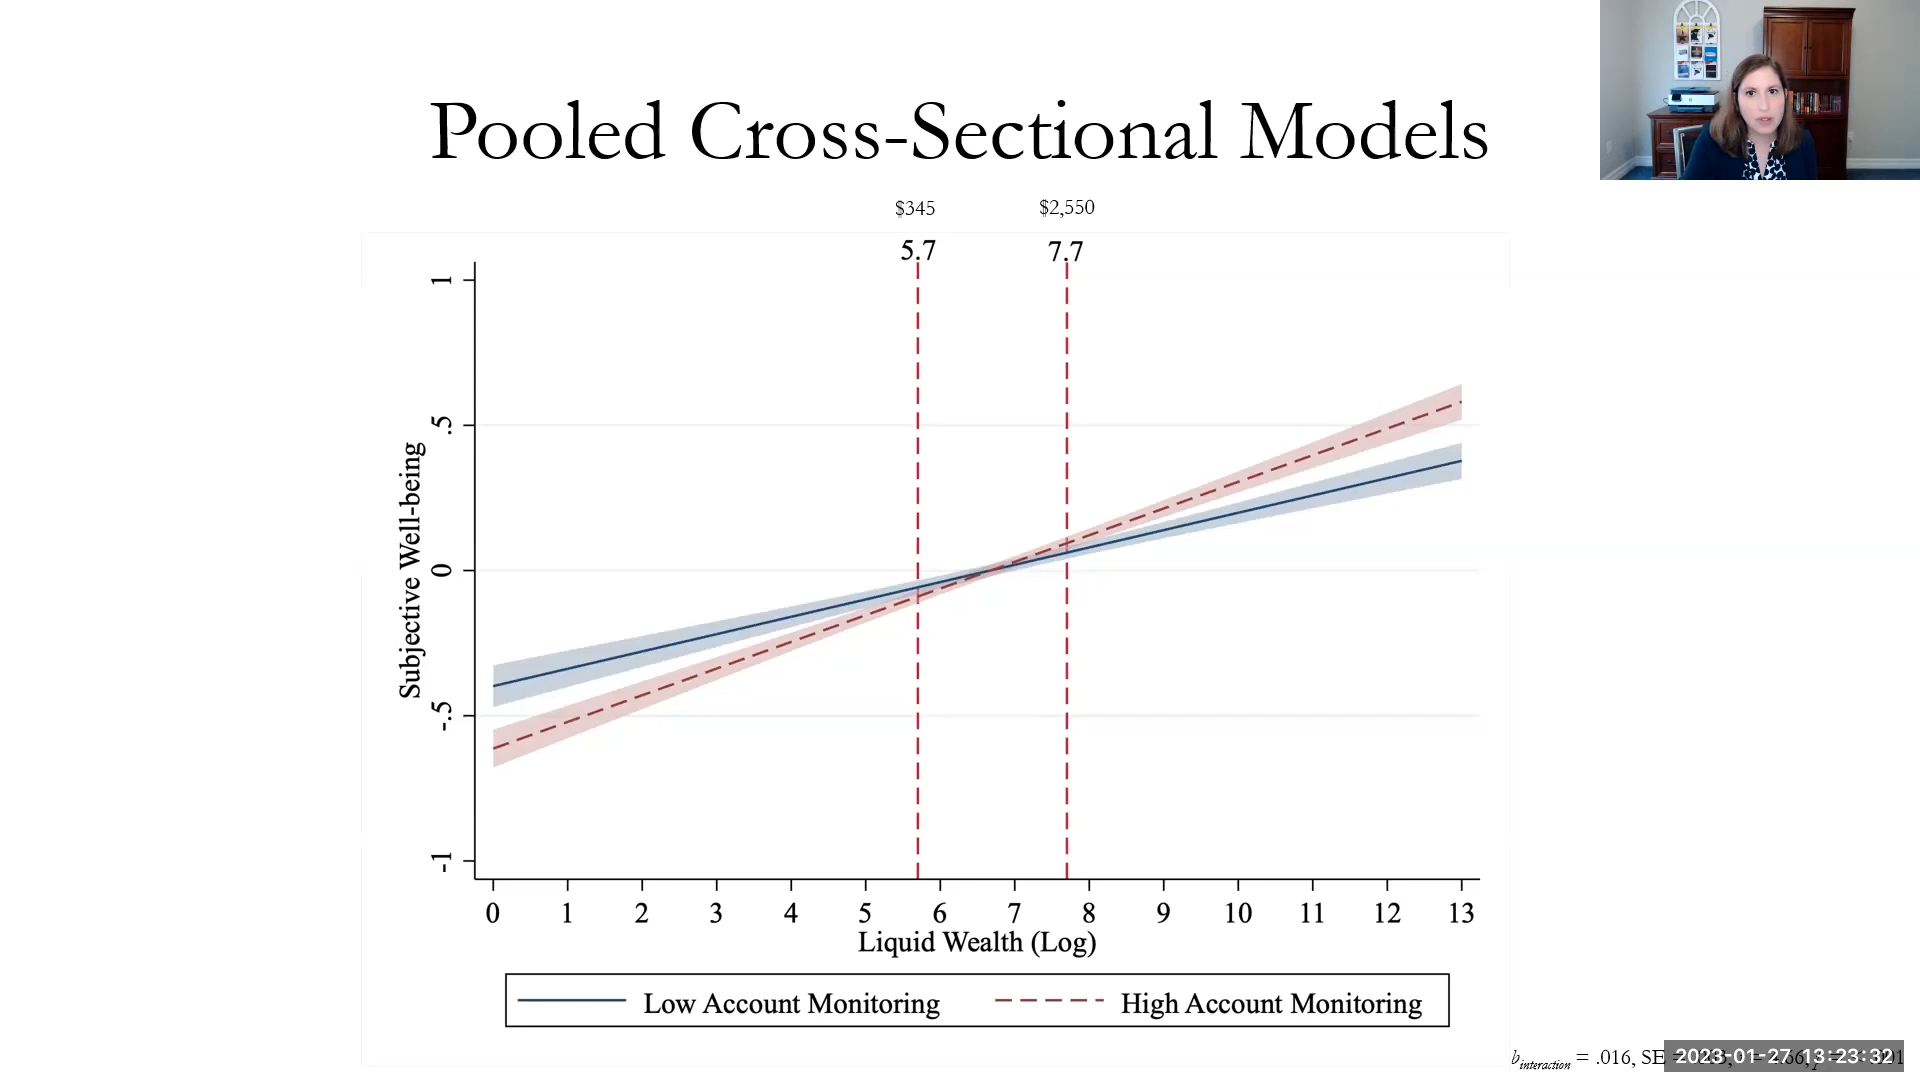 Pooled Cross-Sectional Models
$345 $2,550
5.7 7.7
1
.5
0
-.5
-1
Subjective Well-being
0 1 2 3 4 5 6 7 8 9 10 11 12 13
Liquid Wealth (Log)
Low Account Monitoring High Account Monitoring
b interaction = .016, SE
2023-01-27 13:23:32